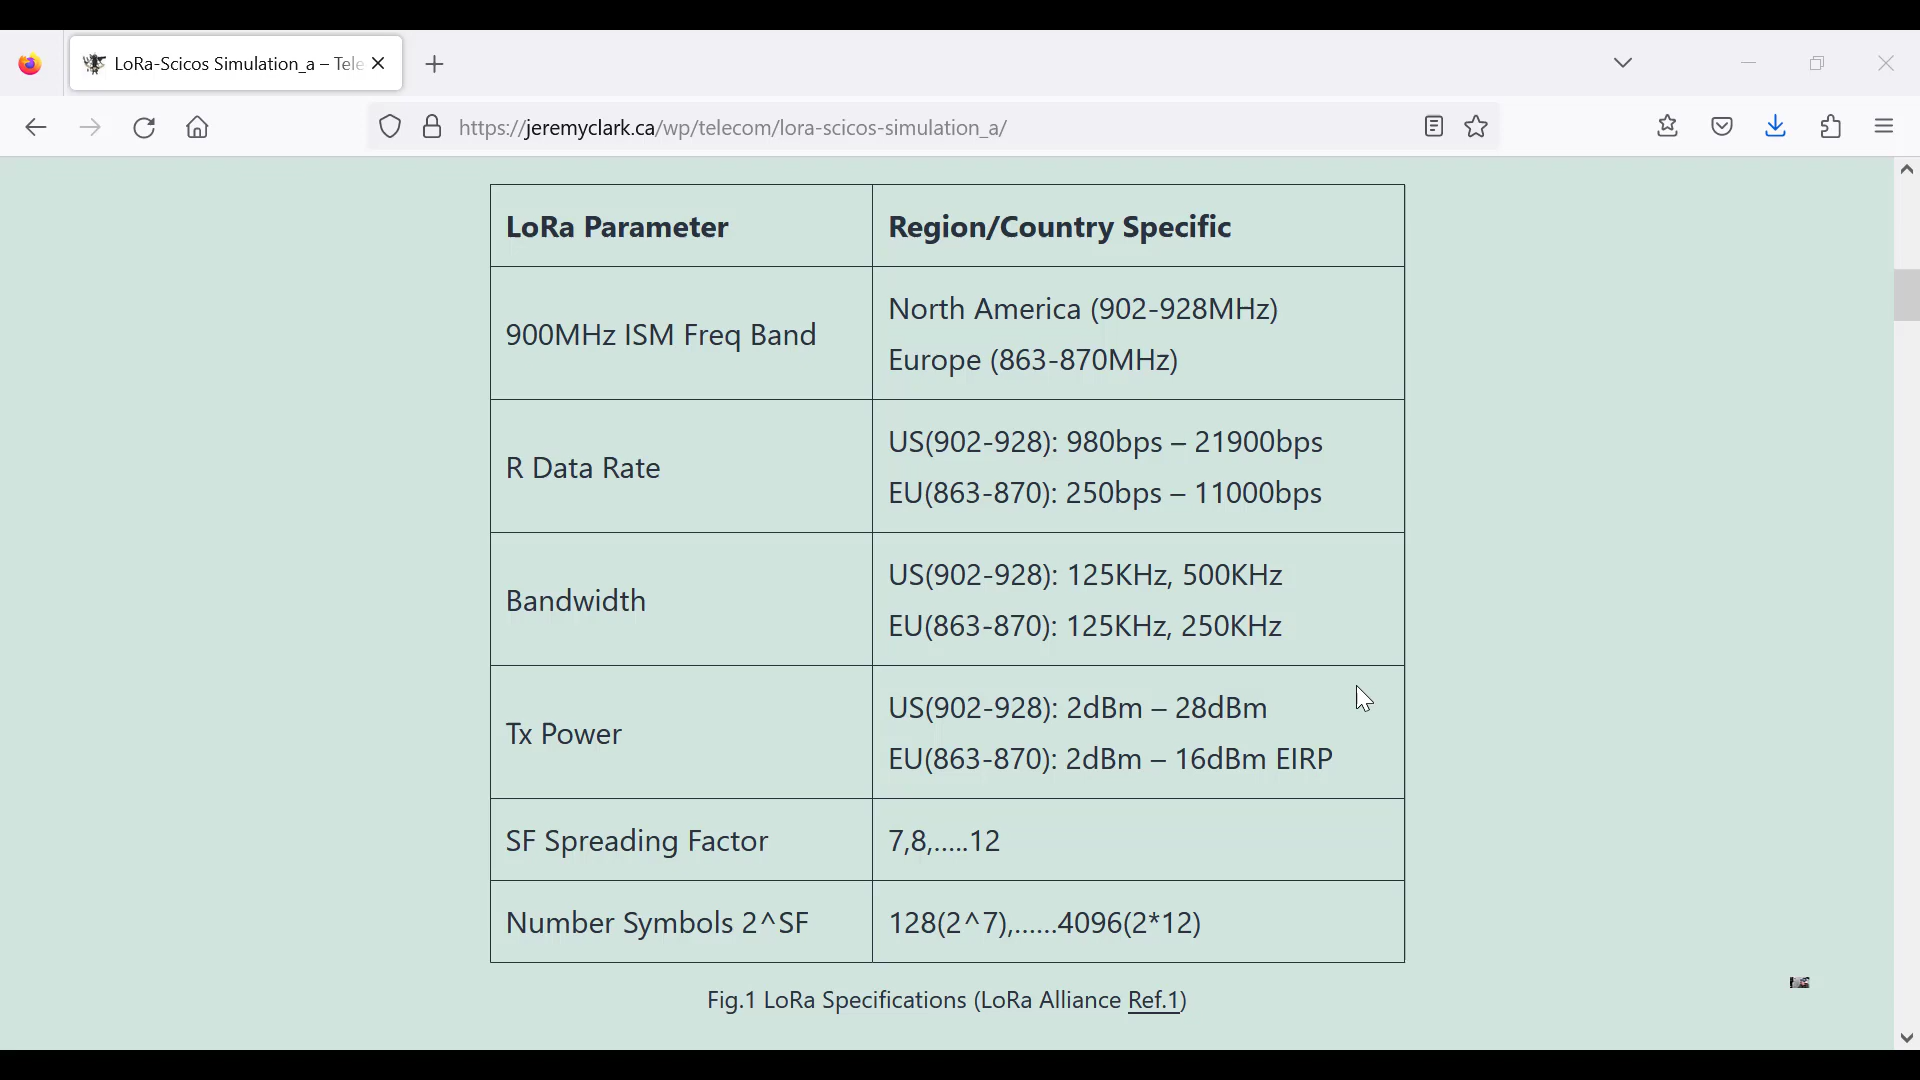 LoRa-Scicos Simulation_a – Tele
https://jeremyclark.ca/wp/telecom/lora-scicos-simulation_a/
LoRa Parameter
Region/Country Specific
900MHz ISM Freq Band
North America (902-928MHz)
Europe (863-870MHz)
R Data Rate
US(902-928): 980bps – 21900bps
EU(863-870): 250bps – 11000bps
Bandwidth
US(902-928): 125KHz, 500KHz
EU(863-870): 125KHz, 250KHz
Tx Power
US(902-928): 2dBm – 28dBm
EU(863-870): 2dBm – 16dBm EIRP
SF Spreading Factor
7,8,.....12
Number Symbols 2^SF
128(2^7),......4096(2*12)
Fig.1 LoRa Specifications (LoRa Alliance Ref.1)